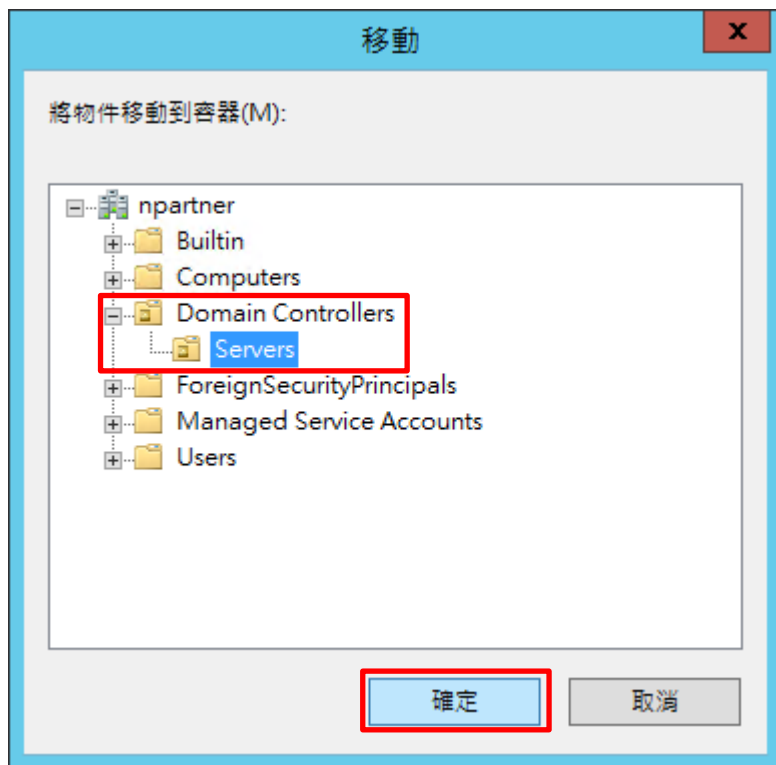 移動
x
將物件移動到容器(M):
npartner
Builtin
Computers
Domain Controllers
Servers
ForeignSecurityPrincipals
Managed Service Accounts
Users
確定
取消